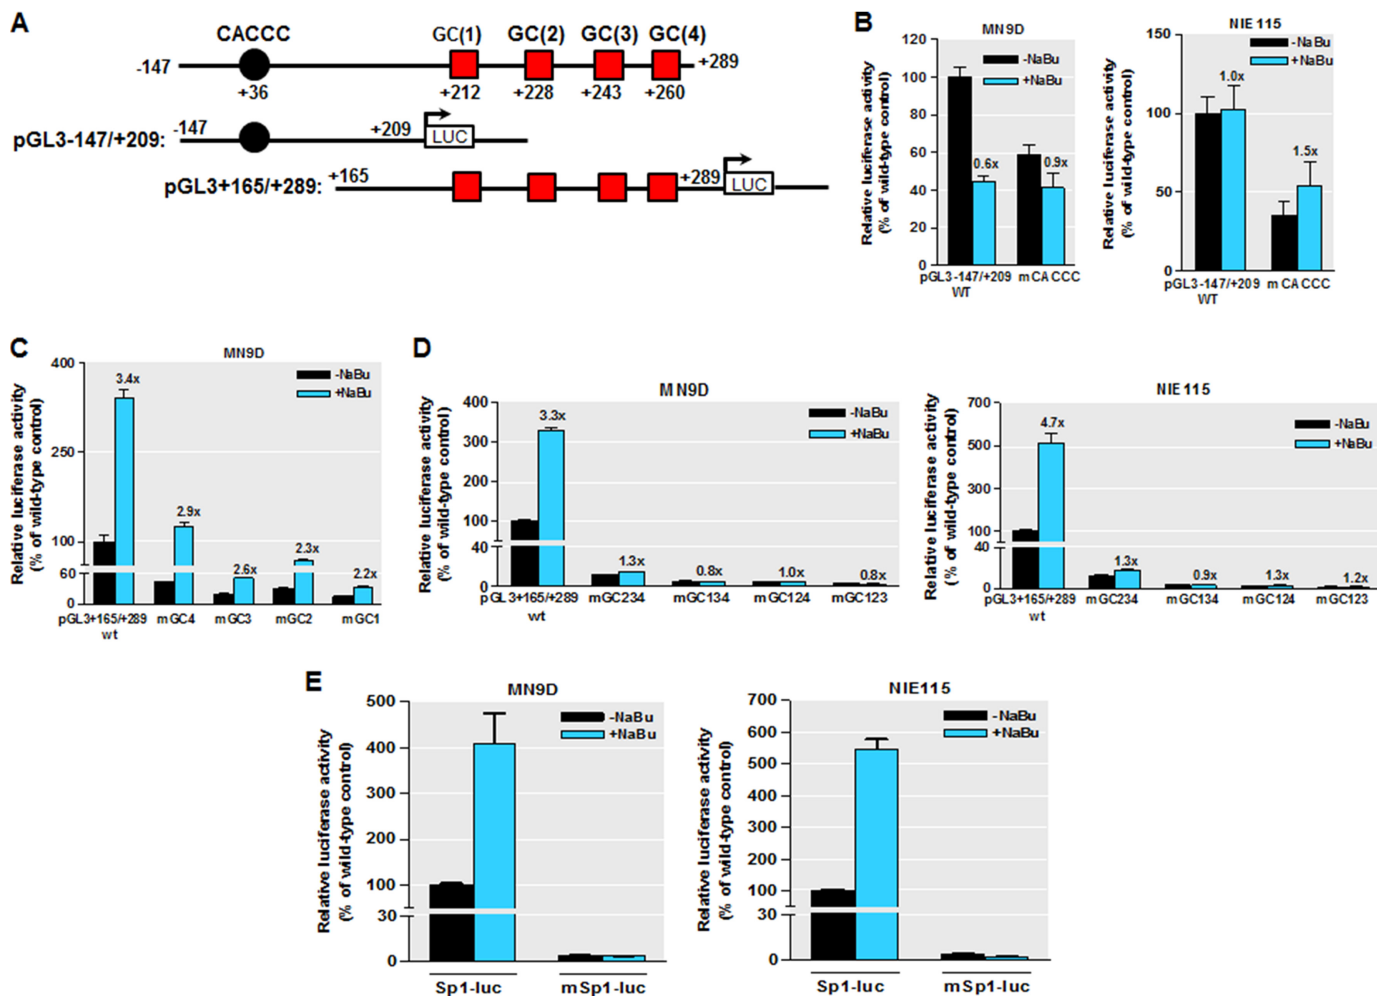 A
CACCC
GC(1)
GC(2)
GC(3)
GC(4)
-147
+289
+36
+212
+228
+243
+260
pGL3-147/+209:
-147
+209
LUC
pGL3+165/+289:
+165
+289
LUC
B
MN9D
Relative luciferase activity
(% of wild-type control)
120
100
80
60
40
20
0
-NaBu
+NaBu
0.6x
0.9x
pGL3-147/+209
WT
mCACCC
NIE115
Relative luciferase activity
(% of wild-type control)
150
100
50
0
-NaBu
+NaBu
1.0x
1.5x
pGL3-147/+209
WT
mCACCC
C
MN9D
Relative luciferase activity
(% of wild-type control)
400
250
100
60
0
-NaBu
+NaBu
3.4x
2.9x
2.6x
2.3x
2.2x
pGL3+165/+289
wt
mGC4
mGC3
mGC2
mGC1
D
MN9D
Relative luciferase activity
(% of wild-type control)
400
300
200
100
40
0
-NaBu
+NaBu
3.3x
1.3x
0.8x
1.0x
0.8x
pGL3+165/+289
wt
mGC234
mGC134
mGC124
mGC123
NIE115
Relative luciferase activity
(% of wild-type control)
700
500
300
100
40
0
-NaBu
+NaBu
4.7x
1.3x
0.9x
1.3x
1.2x
pGL3+165/+289
wt
mGC234
mGC134
mGC124
mGC123
E
MN9D
Relative luciferase activity
(% of wild-type control)
500
400
300
200
100
30
0
-NaBu
+NaBu
Sp1-luc
mSp1-luc
NIE115
Relative luciferase activity
(% of wild-type control)
700
600
500
400
300
200
100
30
0
-NaBu
+NaBu
Sp1-luc
mSp1-luc